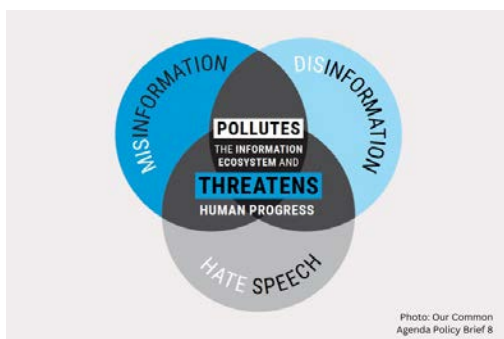 MISINFORMATION
DISINFORMATION
POLLUTES
THE INFORMATION
ECOSYSTEM AND
THREATENS
HUMAN PROGRESS
HATE SPEECH
Photo: Our Common
Agenda Policy Brief 8